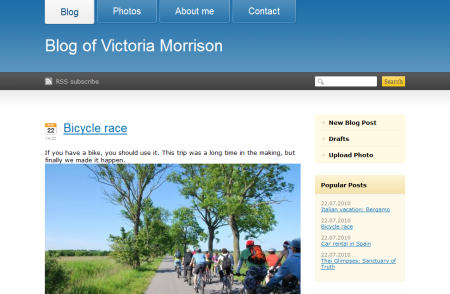 Blog Photos About me Contact
Blog of Victoria Morrison
RSS subscribe Search
22
Bicycle race
If you have a bike, you should use it. This trip was a long time in the making, but
finally we made it happen.
New Blog Post
Drafts
Upload Photo
Popular Posts
22.07.2010
Italian vacation: Bergamo
22.07.2010
Bicycle race
22.07.2010
Car rental in Spain
22.07.2010
Thai Glimpses: Sanctuary of
Truth